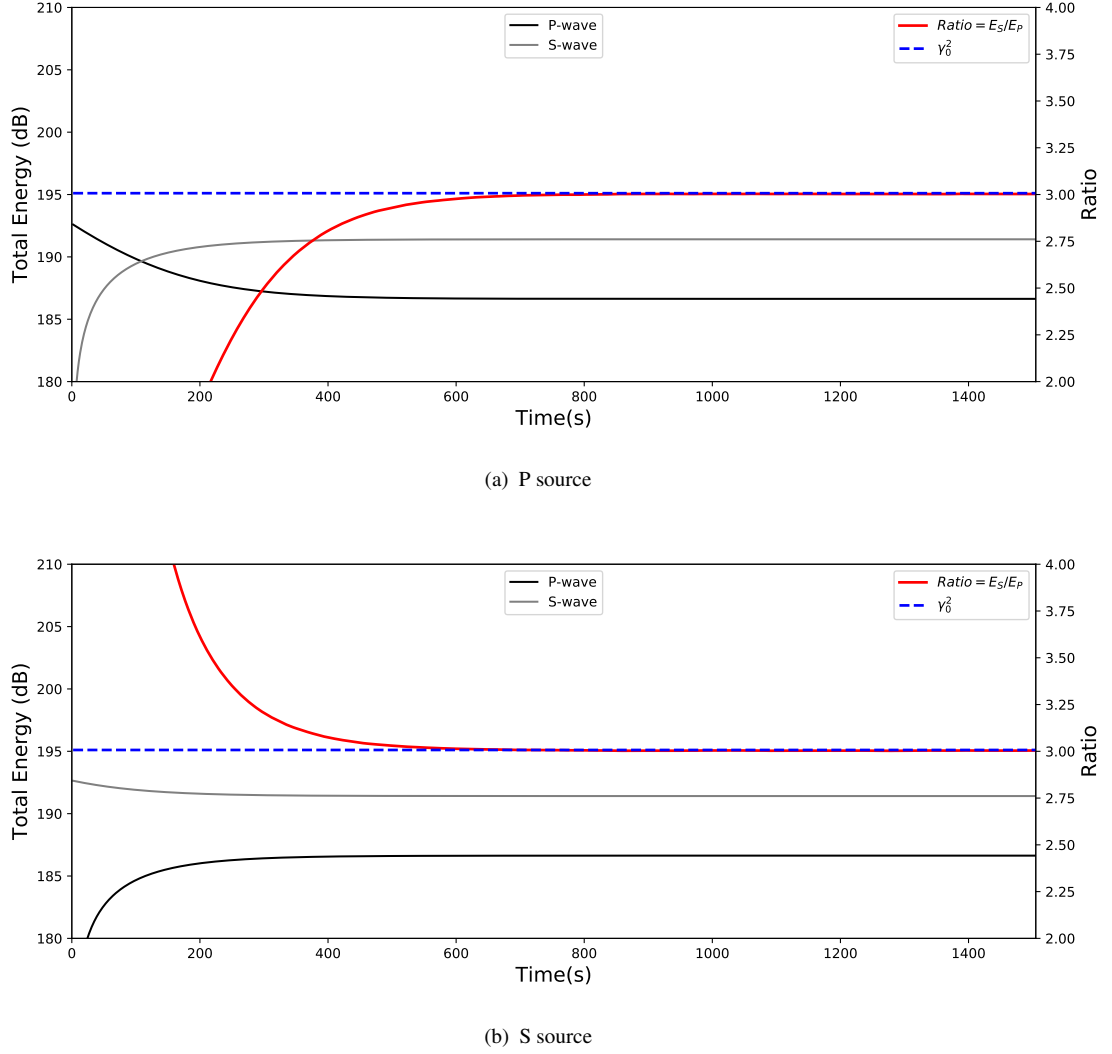 210
205
200
195
190
185
180
Total Energy (dB)
P-wave
S-wave
Ratio = E_S/E_P
γ_0^2
4.00
3.75
3.50
3.25
3.00
2.75
2.50
2.25
2.00
Ratio
0 200 400 600 800 1000 1200 1400
Time(s)
(a) P source
210
205
200
195
190
185
180
Total Energy (dB)
P-wave
S-wave
Ratio = E_S/E_P
γ_0^2
4.00
3.75
3.50
3.25
3.00
2.75
2.50
2.25
2.00
Ratio
0 200 400 600 800 1000 1200 1400
Time(s)
(b) S source